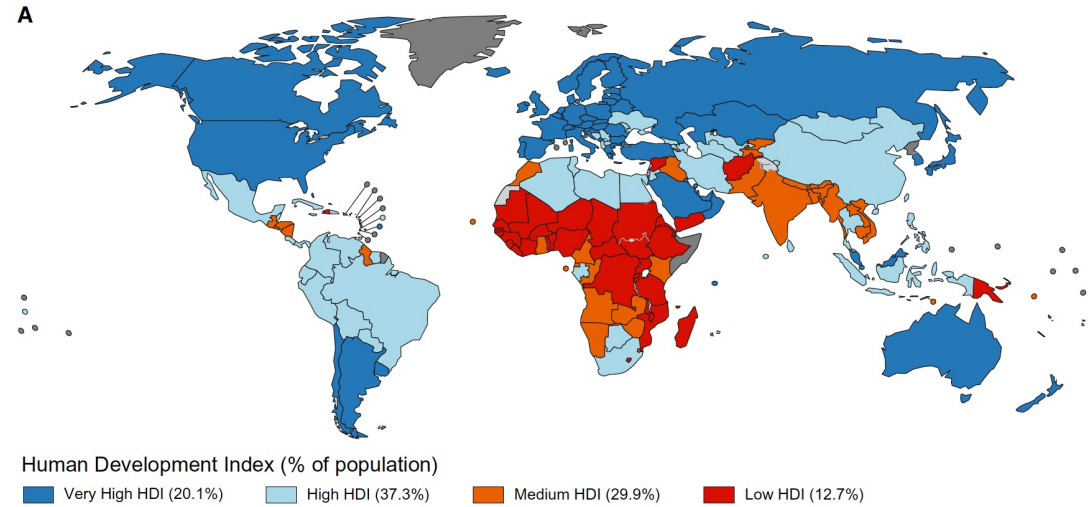 A
Human Development Index (% of population)
Very High HDI (20.1%) High HDI (37.3%) Medium HDI (29.9%) Low HDI (12.7%)